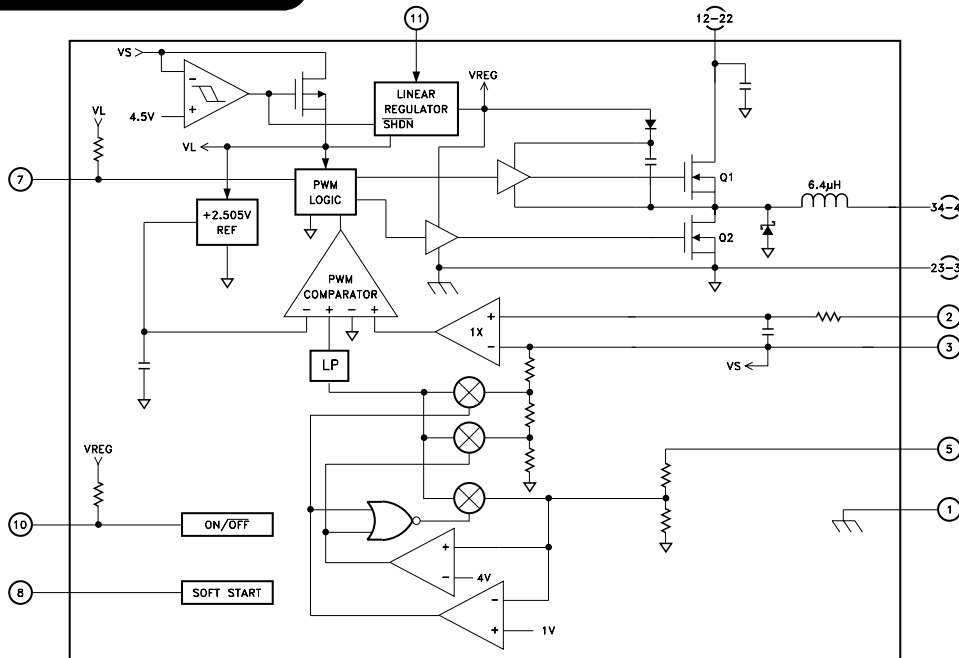 11
12-22
VS
VREG
LINEAR
REGULATOR
SHDN
4.5V
VL
VL
7
PWM
LOGIC
Q1
6.4µH
+2.505V
REF
34-4
Q2
PWM
COMPARATOR
23-3
- + - +
+
1X
-
2
3
LP
VS
VREG
5
10
ON/OFF
1
+
- 4V
8
SOFT START
-
+ 1V